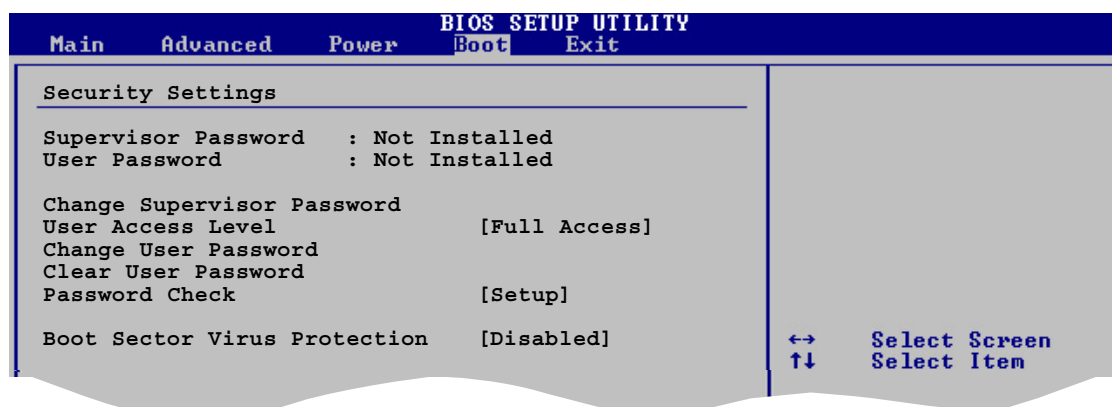 BIOS SETUP UTILITY
Main Advanced Power Boot Exit
Security Settings
Supervisor Password : Not Installed
User Password : Not Installed
Change Supervisor Password
User Access Level [Full Access]
Change User Password
Clear User Password
Password Check [Setup]
Boot Sector Virus Protection [Disabled]
←→ Select Screen
↑↓ Select Item